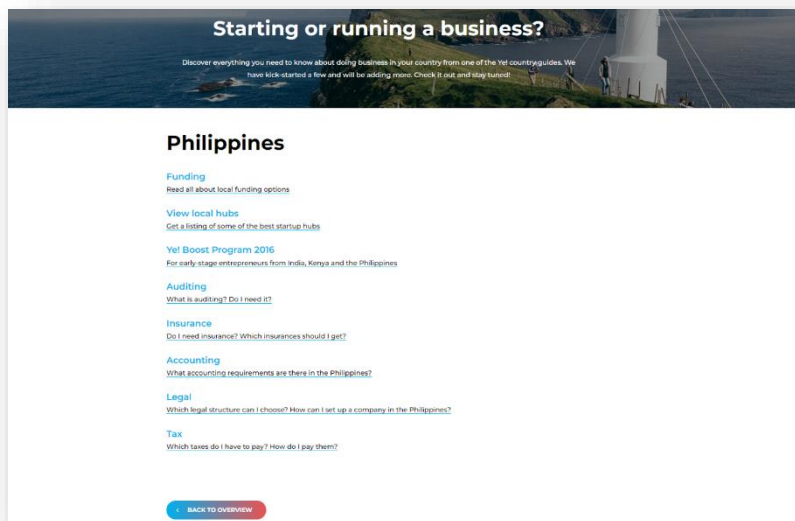 Starting or running a business?
Discover everything you need to know about doing business in your country from one of the Ye! country guides. We
have kick-started a few and will be adding more. Check it out and stay tuned!
Philippines
Funding
Read all about local funding options
View local hubs
Get a listing of some of the best startup hubs
Ye! Boost Program 2016
For early-stage entrepreneurs from India, Kenya and the Philippines
Auditing
What is auditing? Do I need it?
Insurance
Do I need insurance? Which insurances should I get?
Accounting
What accounting requirements are there in the Philippines?
Legal
Which legal structure can I choose? How can I set up a company in the Philippines?
Tax
Which taxes do I have to pay? How do I pay them?
BACK TO OVERVIEW